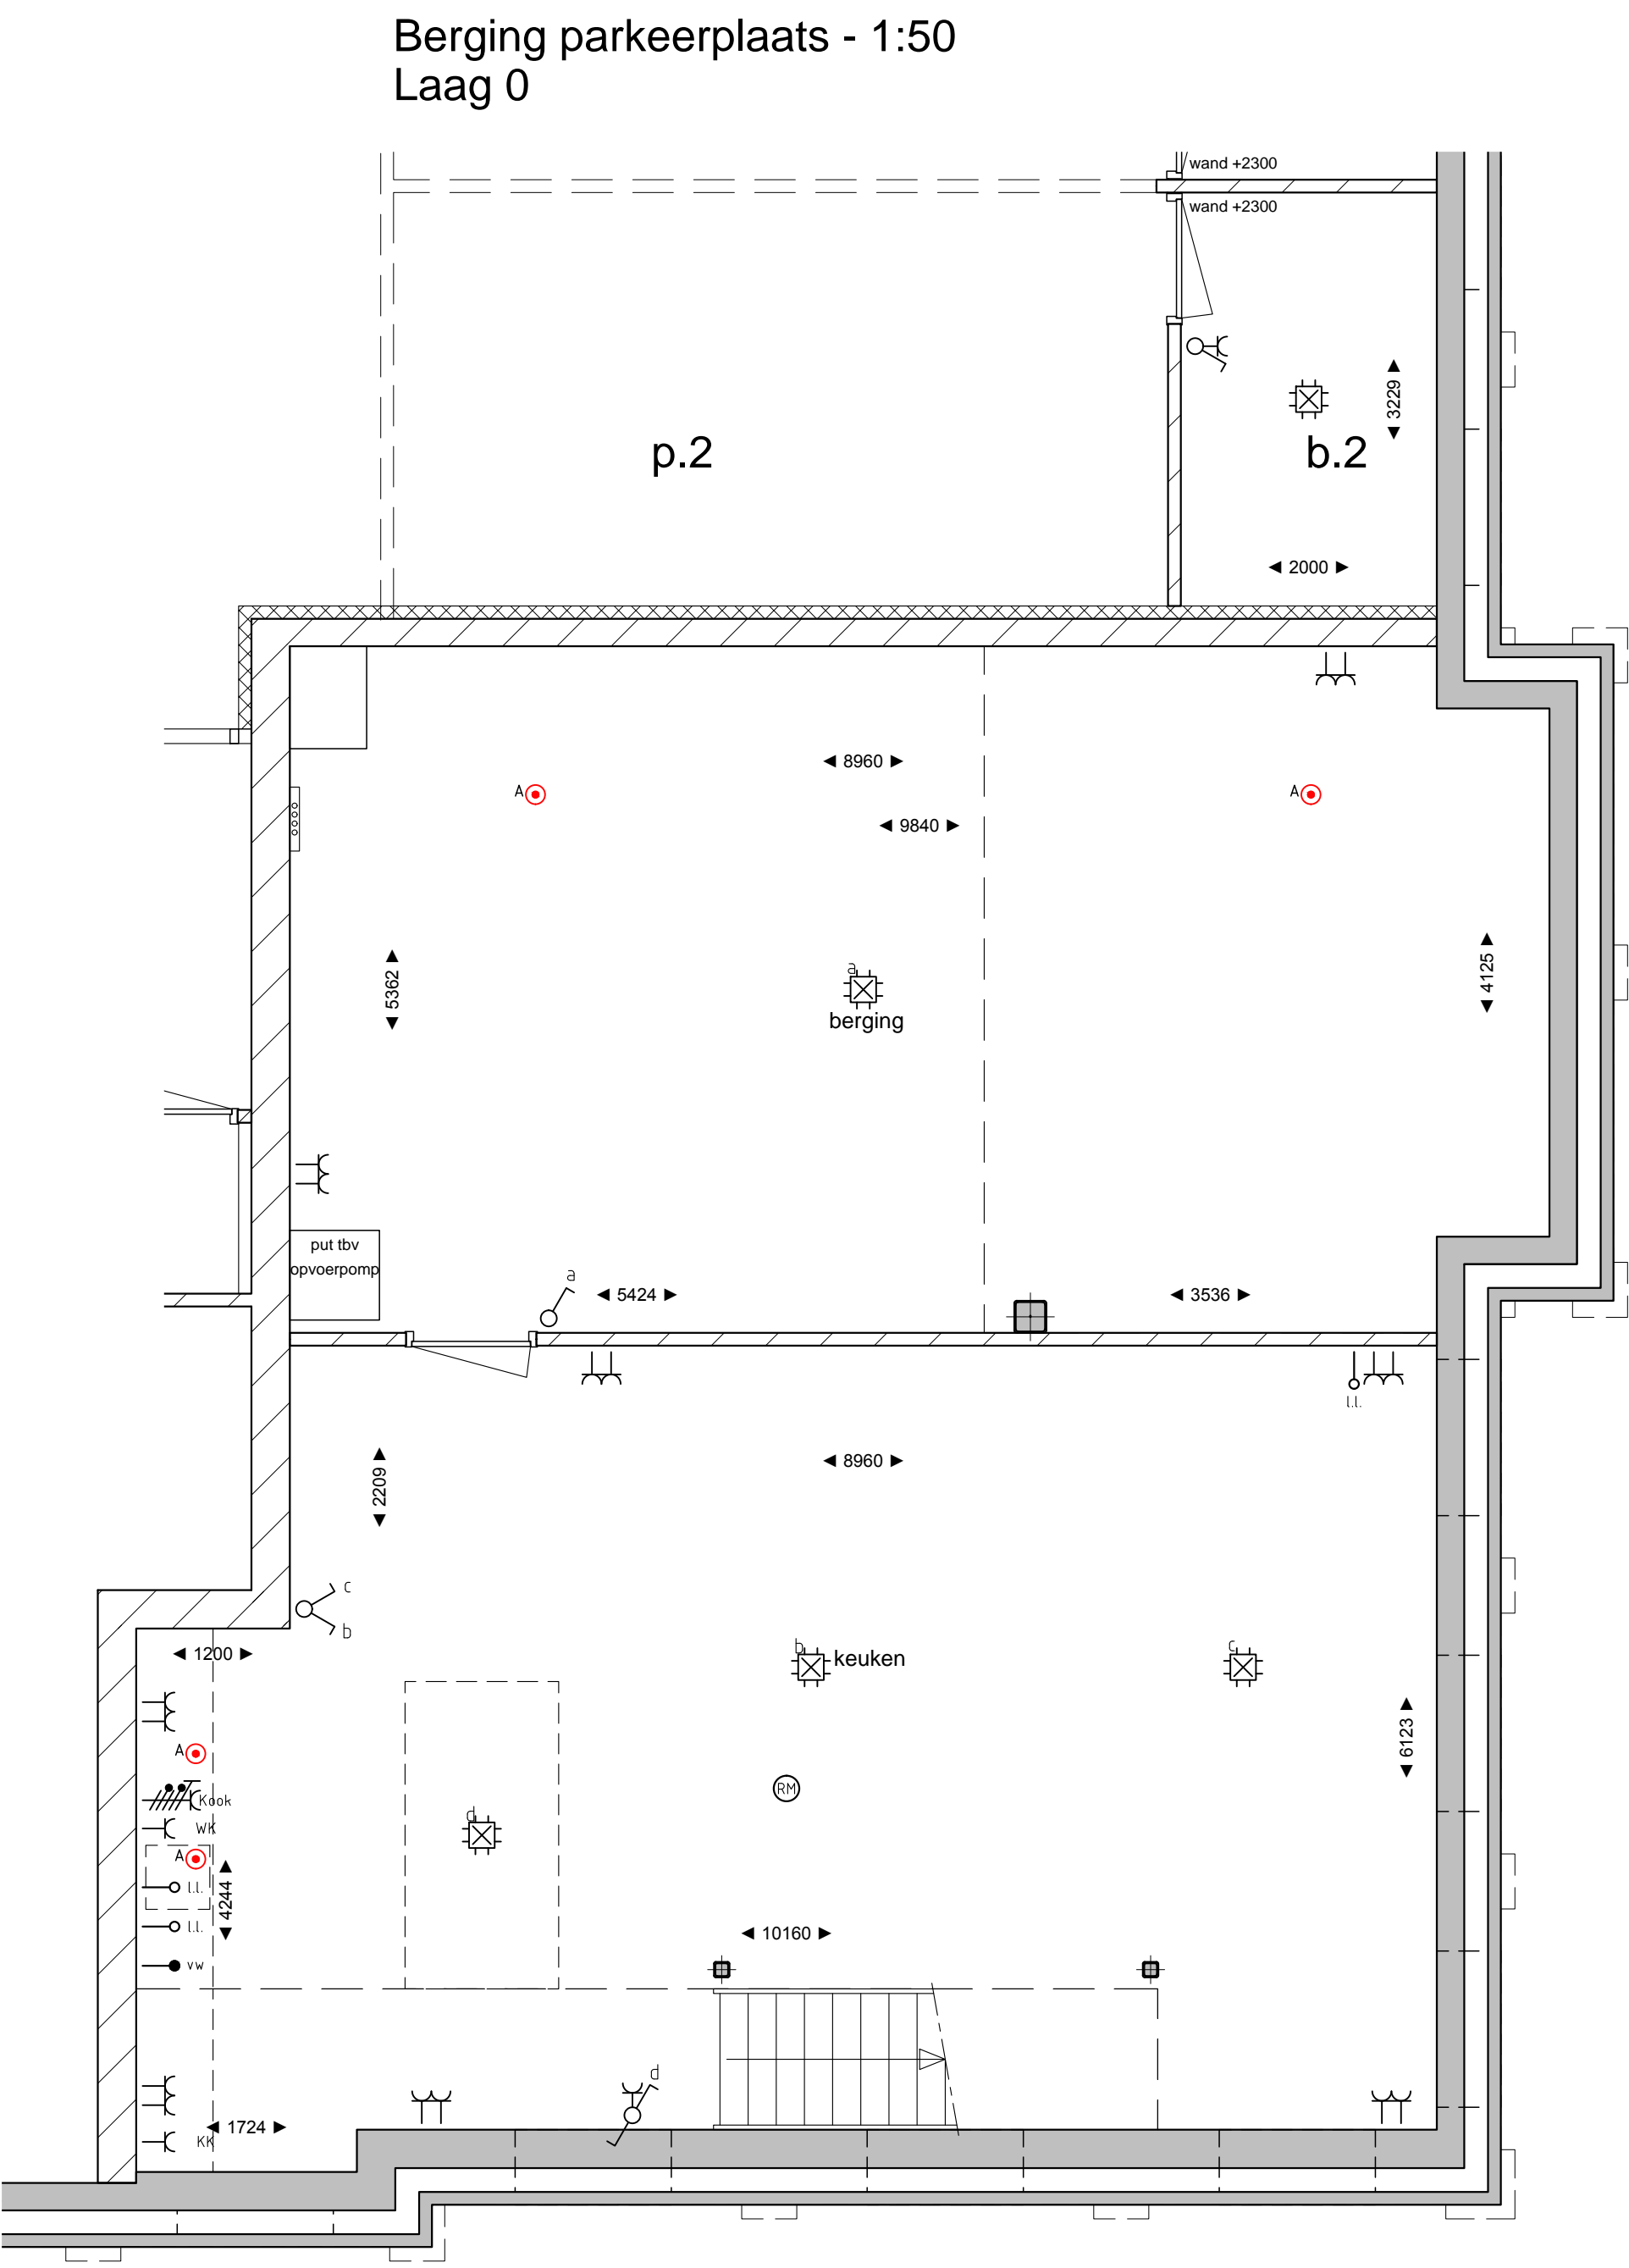 Berging parkeerplaats - 1:50
Laag 0
wand +2300
wand +2300
3229
p.2
b.2
2000
8960
A
A
9840
5362
4125
a
berging
put tbv
opvoerpomp
a
5424
3536
l.l.
2209
8960
c
b
1200
b
keuken
c
6123
A
RM
Kook
d
WK
A
l.l.
4244
l.l.
10160
vw
d
1724
KK